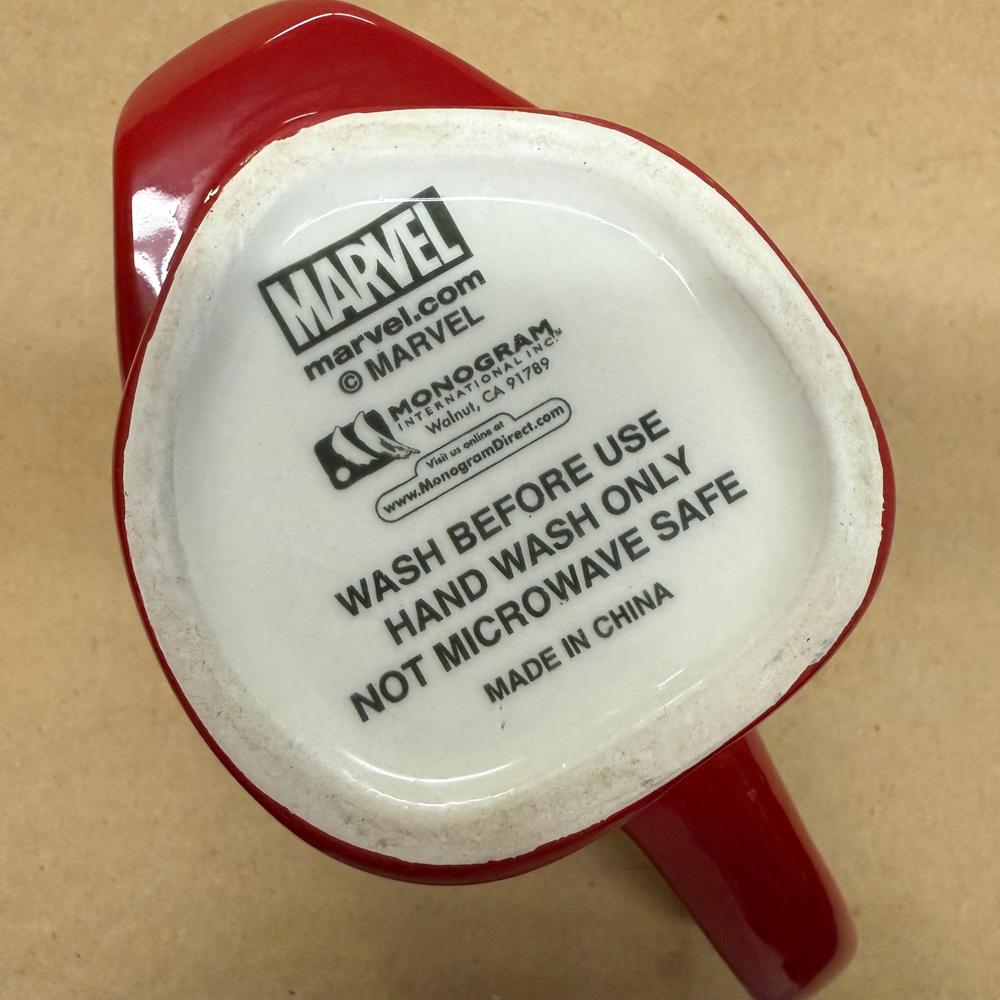 MARVEL
marvel.com
© MARVEL
MONOGRAM
INTERNATIONAL INC.™
Walnut, CA 91789
Visit us online at
www.MonogramDirect.com
WASH BEFORE USE
HAND WASH ONLY
NOT MICROWAVE SAFE
MADE IN CHINA